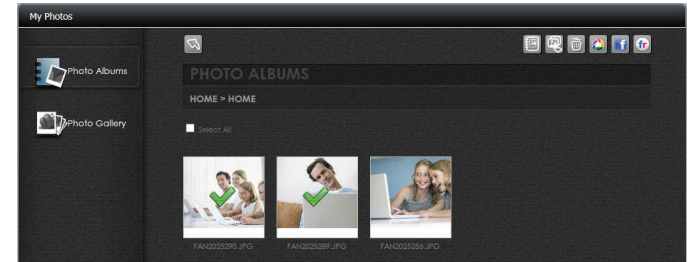 My Photos
Photo Albums
Photo Gallery
PHOTO ALBUMS
HOME > HOME
Select All
FAN2025290.JPG
FAN2025289.JPG
FAN2025286.JPG